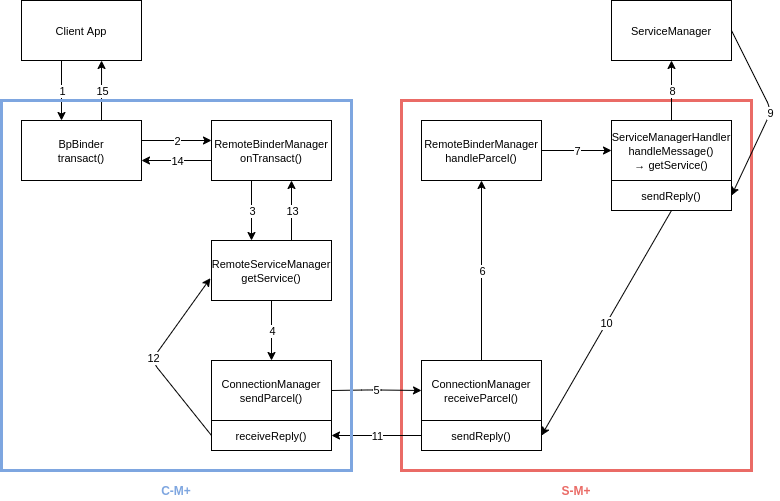 Client App
ServiceManager
1
15
8
9
BpBinder
transact()
2
14
RemoteBinderManager
onTransact()
RemoteBinderManager
handleParcel()
7
ServiceManagerHandler
handleMessage()
→ getService()
sendReply()
3
13
RemoteServiceManager
getService()
6
4
10
12
ConnectionManager
sendParcel()
5
ConnectionManager
receiveParcel()
receiveReply()
11
sendReply()
C-M+
S-M+